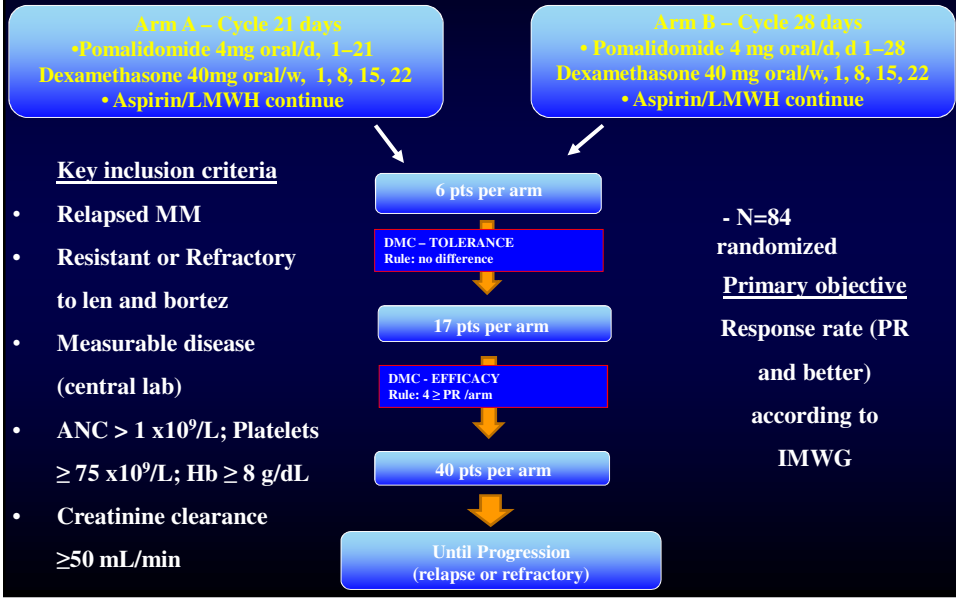 Arm A – Cycle 21 days
•Pomalidomide 4mg oral/d, 1–21
Dexamethasone 40mg oral/w, 1, 8, 15, 22
• Aspirin/LMWH continue
Arm B – Cycle 28 days
• Pomalidomide 4 mg oral/d, d 1–28
Dexamethasone 40 mg oral/w, 1, 8, 15, 22
• Aspirin/LMWH continue
Key inclusion criteria
• Relapsed MM
• Resistant or Refractory
to len and bortez
• Measurable disease
(central lab)
• ANC > 1 x10⁹/L; Platelets
≥ 75 x10⁹/L; Hb ≥ 8 g/dL
• Creatinine clearance
≥50 mL/min
6 pts per arm
DMC – TOLERANCE
Rule: no difference
17 pts per arm
DMC - EFFICACY
Rule: 4 ≥ PR /arm
40 pts per arm
Until Progression
(relapse or refractory)
- N=84
randomized
Primary objective
Response rate (PR
and better)
according to
IMWG